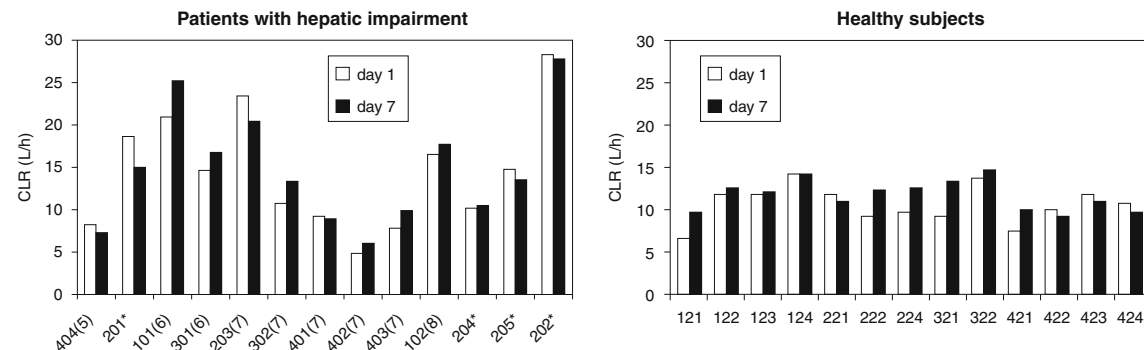 Patients with hepatic impairment
CLR (L/h)
30
25
20
15
10
5
0
day 1
day 7
404(5) 201* 101(6) 301(6) 203(7) 302(7) 401(7) 402(7) 403(7) 102(8) 204* 205* 202*
Healthy subjects
CLR (L/h)
30
25
20
15
10
5
0
day 1
day 7
121 122 123 124 221 222 224 321 322 421 422 423 424